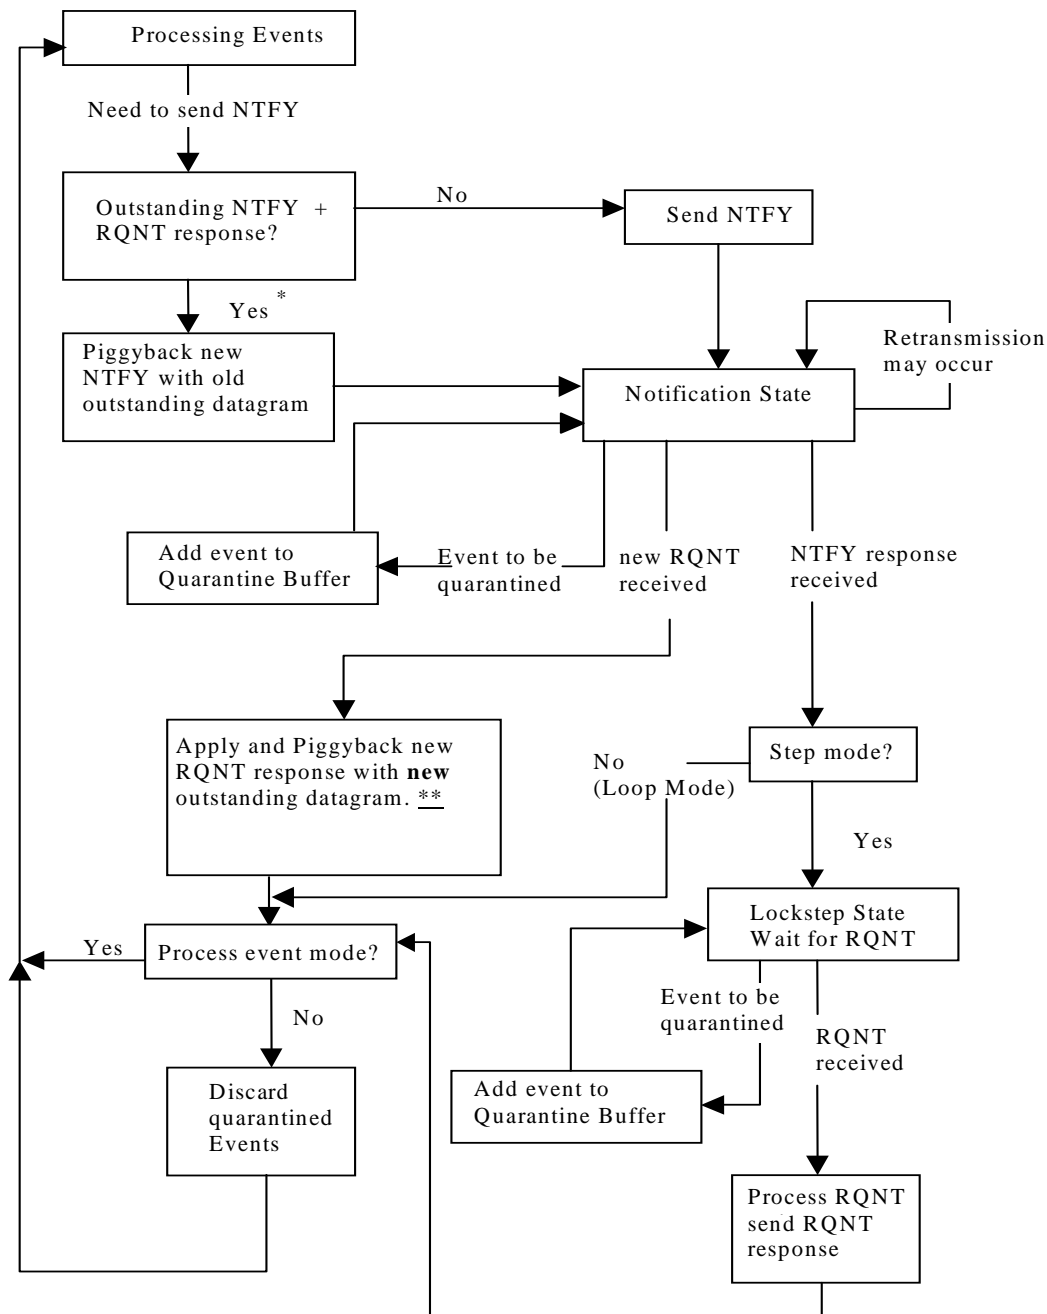 Processing Events
Need to send NTFY
Outstanding NTFY +
RQNT response?
No
Send NTFY
Yes *
Piggyback new
NTFY with old
outstanding datagram
Notification State
Retransmission
may occur
Add event to
Quarantine Buffer
Event to be
quarantined
new RQNT
received
NTFY response
received
Apply and Piggyback new
RQNT response with new
outstanding datagram. **
No
(Loop Mode)
Step mode?
Yes
Lockstep State
Wait for RQNT
Yes
Process event mode?
No
Event to be
quarantined
RQNT
received
Add event to
Quarantine Buffer
Discard
quarantined
Events
Process RQNT
send RQNT
response